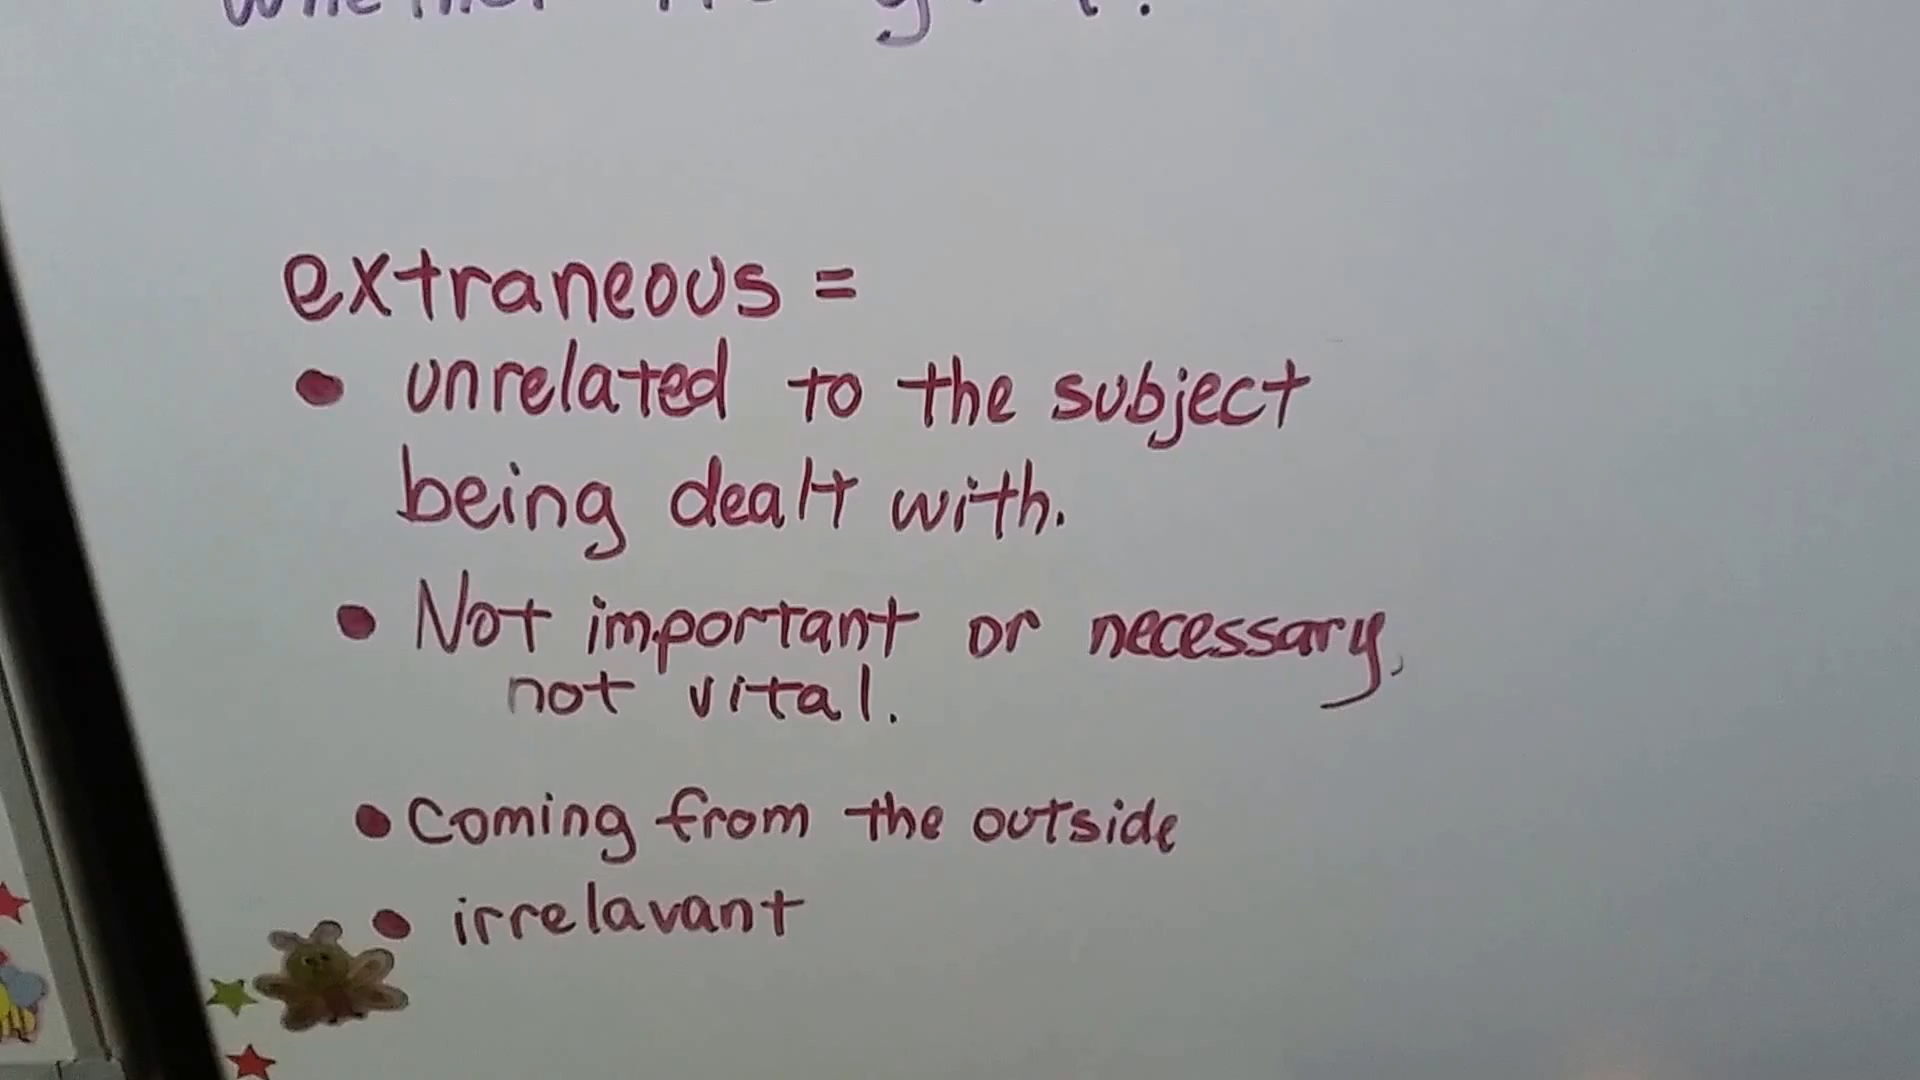 extraneous =
• unrelated to the subject
being dealt with.
• Not important or necessary,
not vital.
• Coming from the outside
• irrelavant